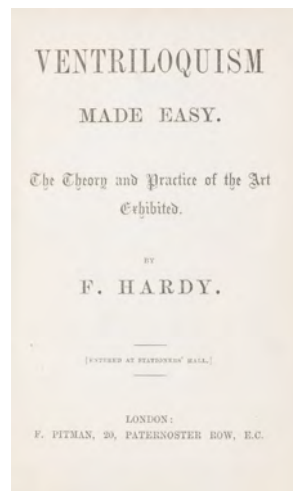 VENTRILOQUISM
MADE EASY.
The Theory and Practice of the Art
Exhibited.
BY
F. HARDY.
[ENTERED AT STATIONERS' HALL.]
LONDON:
F. PITMAN, 20, PATERNOSTER ROW, E.C.